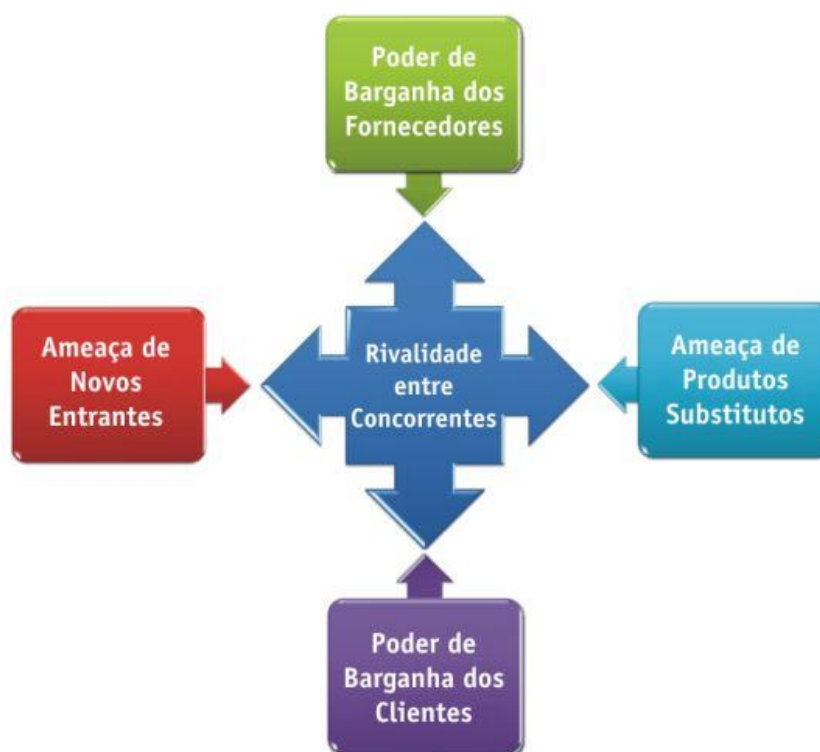 Poder de
Barganha dos
Fornecedores
Ameaça de
Novos
Entrantes
Rivalidade
entre
Concorrentes
Ameaça de
Produtos
Substitutos
Poder de
Barganha dos
Clientes